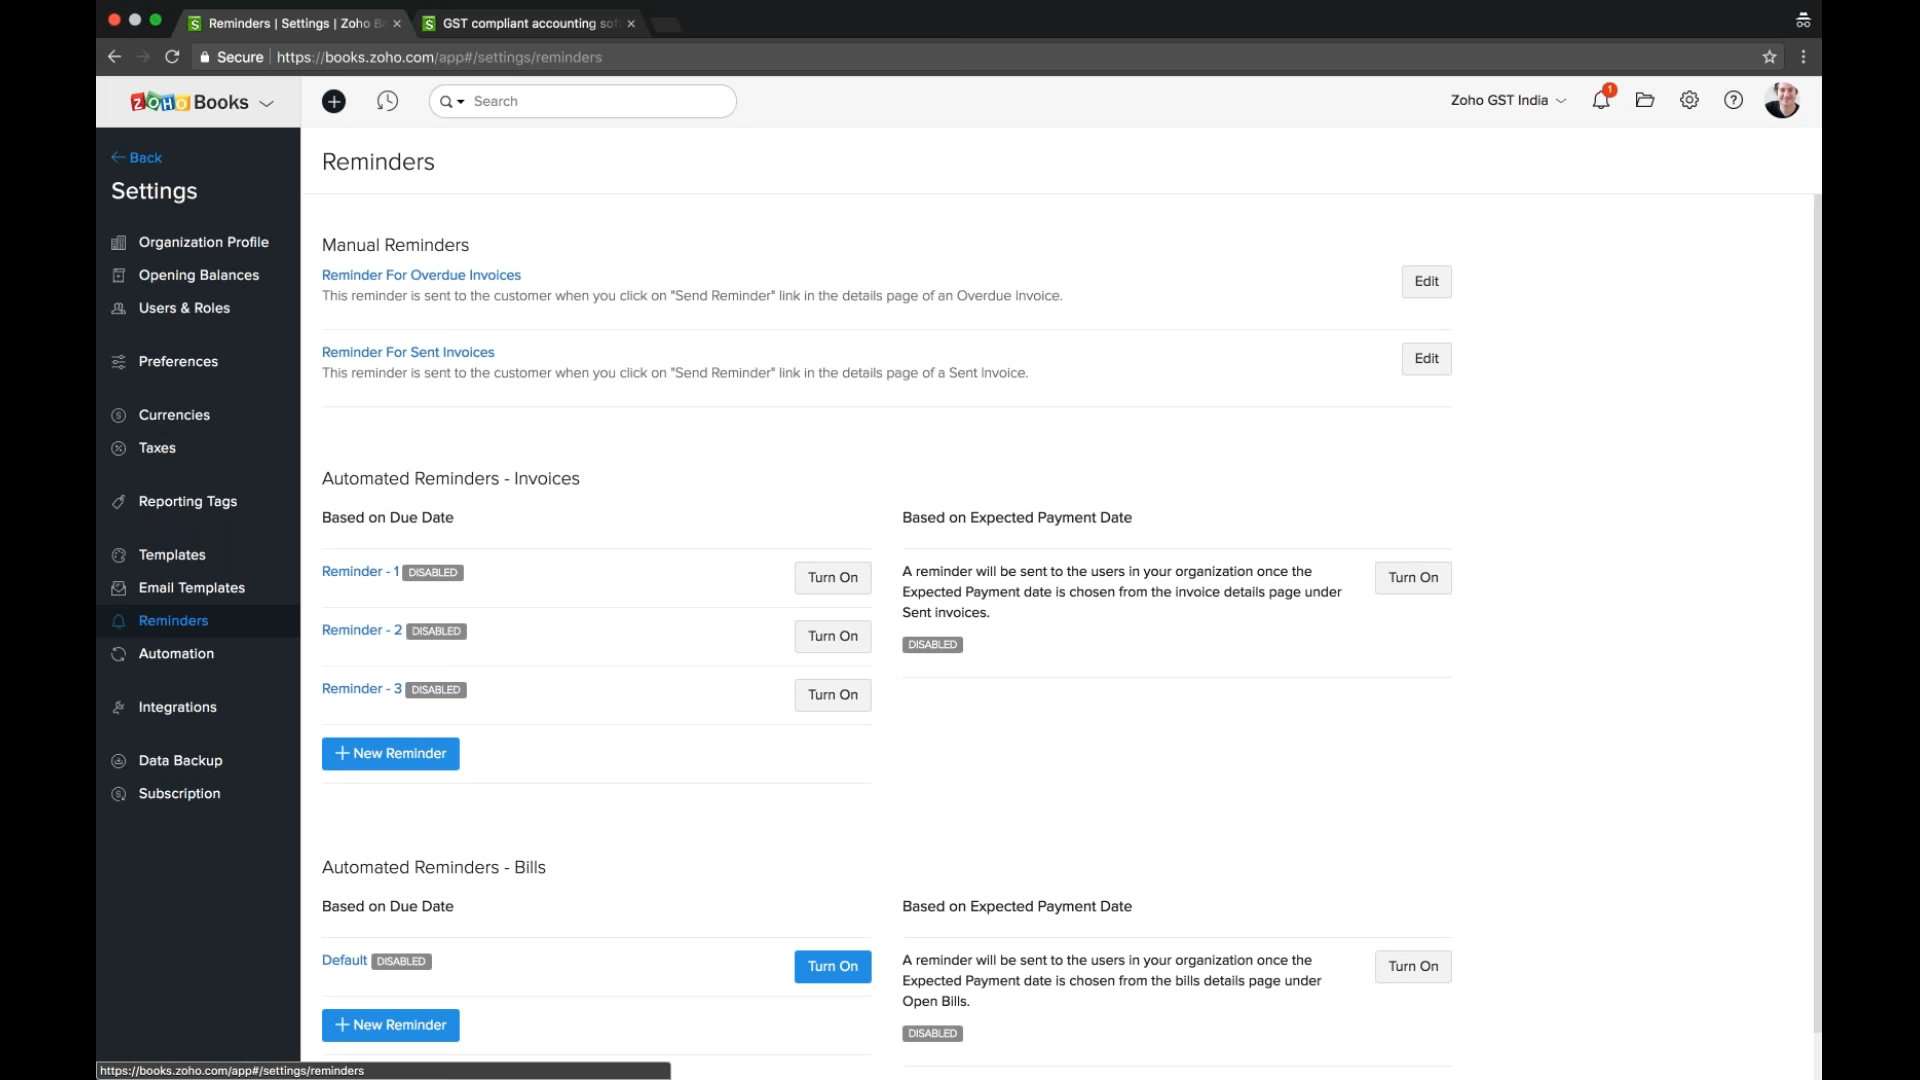 Reminders | Settings | Zoho B
GST compliant accounting sof
Secure
https://books.zoho.com/app#/settings/reminders
ZOHO Books
Search
Zoho GST India
1
Back
Settings
Organization Profile
Opening Balances
Users & Roles
Preferences
Currencies
Taxes
Reporting Tags
Templates
Email Templates
Reminders
Automation
Integrations
Data Backup
Subscription
Reminders
Manual Reminders
Reminder For Overdue Invoices
Edit
This reminder is sent to the customer when you click on "Send Reminder" link in the details page of an Overdue Invoice.
Reminder For Sent Invoices
Edit
This reminder is sent to the customer when you click on "Send Reminder" link in the details page of a Sent Invoice.
Automated Reminders - Invoices
Based on Due Date
Reminder - 1 DISABLED
Turn On
Reminder - 2 DISABLED
Turn On
Reminder - 3 DISABLED
Turn On
+ New Reminder
Based on Expected Payment Date
A reminder will be sent to the users in your organization once the
Expected Payment date is chosen from the invoice details page under
Sent invoices.
Turn On
DISABLED
Automated Reminders - Bills
Based on Due Date
Default DISABLED
Turn On
+ New Reminder
Based on Expected Payment Date
A reminder will be sent to the users in your organization once the
Expected Payment date is chosen from the bills details page under
Open Bills.
Turn On
DISABLED
https://books.zoho.com/app#/settings/reminders